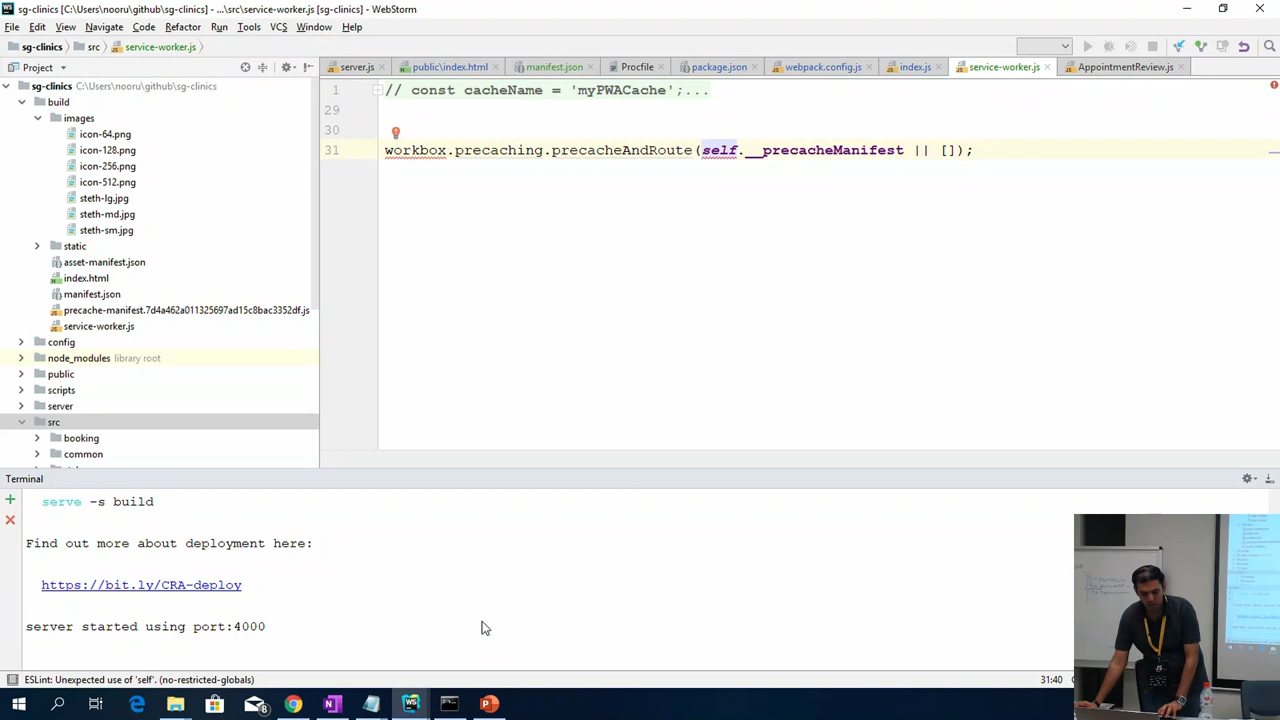 sg-clinics [C:\Users\nooru\github\sg-clinics] - ...\src\service-worker.js [sg-clinics] - WebStorm
File Edit View Navigate Code Refactor Run Tools VCS Window Help
sg-clinics src service-worker.js
Project
server.js public\index.html manifest.json Procfile package.json webpack.config.js index.js service-worker.js AppointmentReview.js
sg-clinics C:\Users\nooru\github\sg-clinics
build
images
icon-64.png
icon-128.png
icon-256.png
icon-512.png
steth-lg.jpg
steth-md.jpg
steth-sm.jpg
static
asset-manifest.json
index.html
manifest.json
precache-manifest.7d4a462a011325697ad15c8bac3352df.js
service-worker.js
config
node_modules library root
public
scripts
server
src
booking
common
1 // const cacheName = 'myPWACache';...
29
30
31 workbox.precaching.precacheAndRoute(self.__precacheManifest || []);
Terminal
serve -s build
Find out more about deployment here:
https://bit.ly/CRA-deploy
server started using port:4000
ESLint: Unexpected use of 'self'. (no-restricted-globals)
31:40